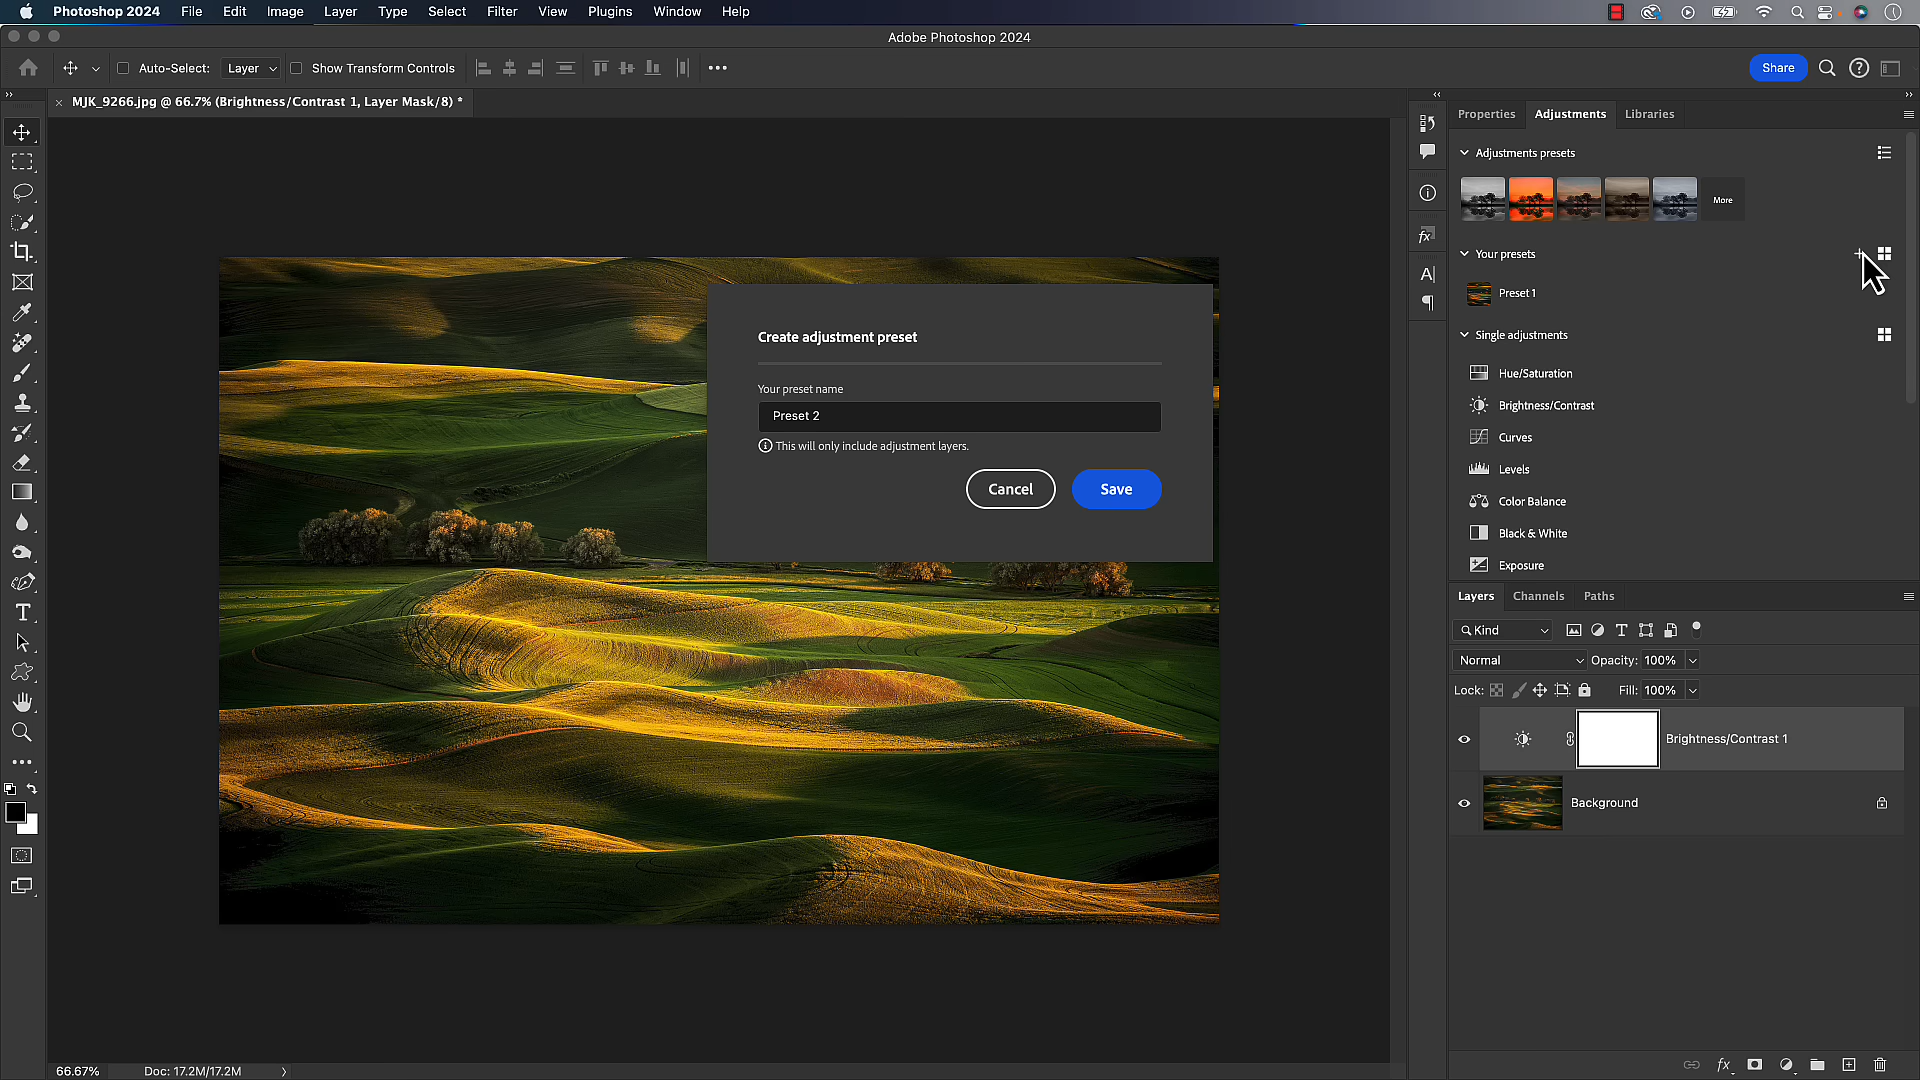 Photoshop 2024 File Edit Image Layer Type Select Filter View Plugins Window Help
Adobe Photoshop 2024
Auto-Select: Layer Show Transform Controls Share
MJK_9266.jpg @ 66.7% (Brightness/Contrast 1, Layer Mask/8) *
Properties Adjustments Libraries
Adjustments presets
More
Your presets
Preset 1
Single adjustments
Hue/Saturation
Brightness/Contrast
Curves
Levels
Color Balance
Black & White
Exposure
Create adjustment preset
Your preset name
Preset 2
This will only include adjustment layers.
Cancel Save
Layers Channels Paths
Kind
Normal Opacity: 100%
Lock: Fill: 100%
Brightness/Contrast 1
Background
66.67% Doc: 17.2M/17.2M